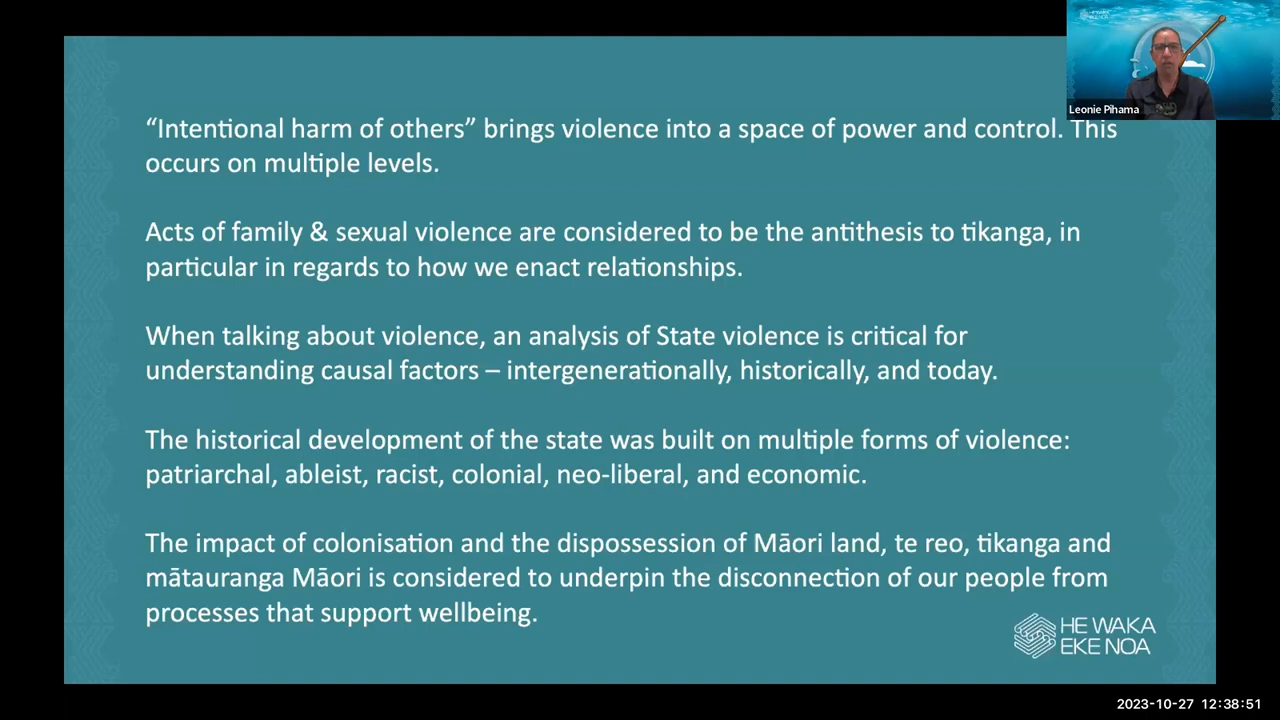 “Intentional harm of others” brings violence into a space of power and control. This
occurs on multiple levels.
Acts of family & sexual violence are considered to be the antithesis to tikanga, in
particular in regards to how we enact relationships.
When talking about violence, an analysis of State violence is critical for
understanding causal factors – intergenerationally, historically, and today.
The historical development of the state was built on multiple forms of violence:
patriarchal, ableist, racist, colonial, neo-liberal, and economic.
The impact of colonisation and the dispossession of Māori land, te reo, tikanga and
mātauranga Māori is considered to underpin the disconnection of our people from
processes that support wellbeing.
HE WAKA
EKE NOA
HE WAKA
EKE NOA
Leonie Pihama
2023-10-27 12:38:51